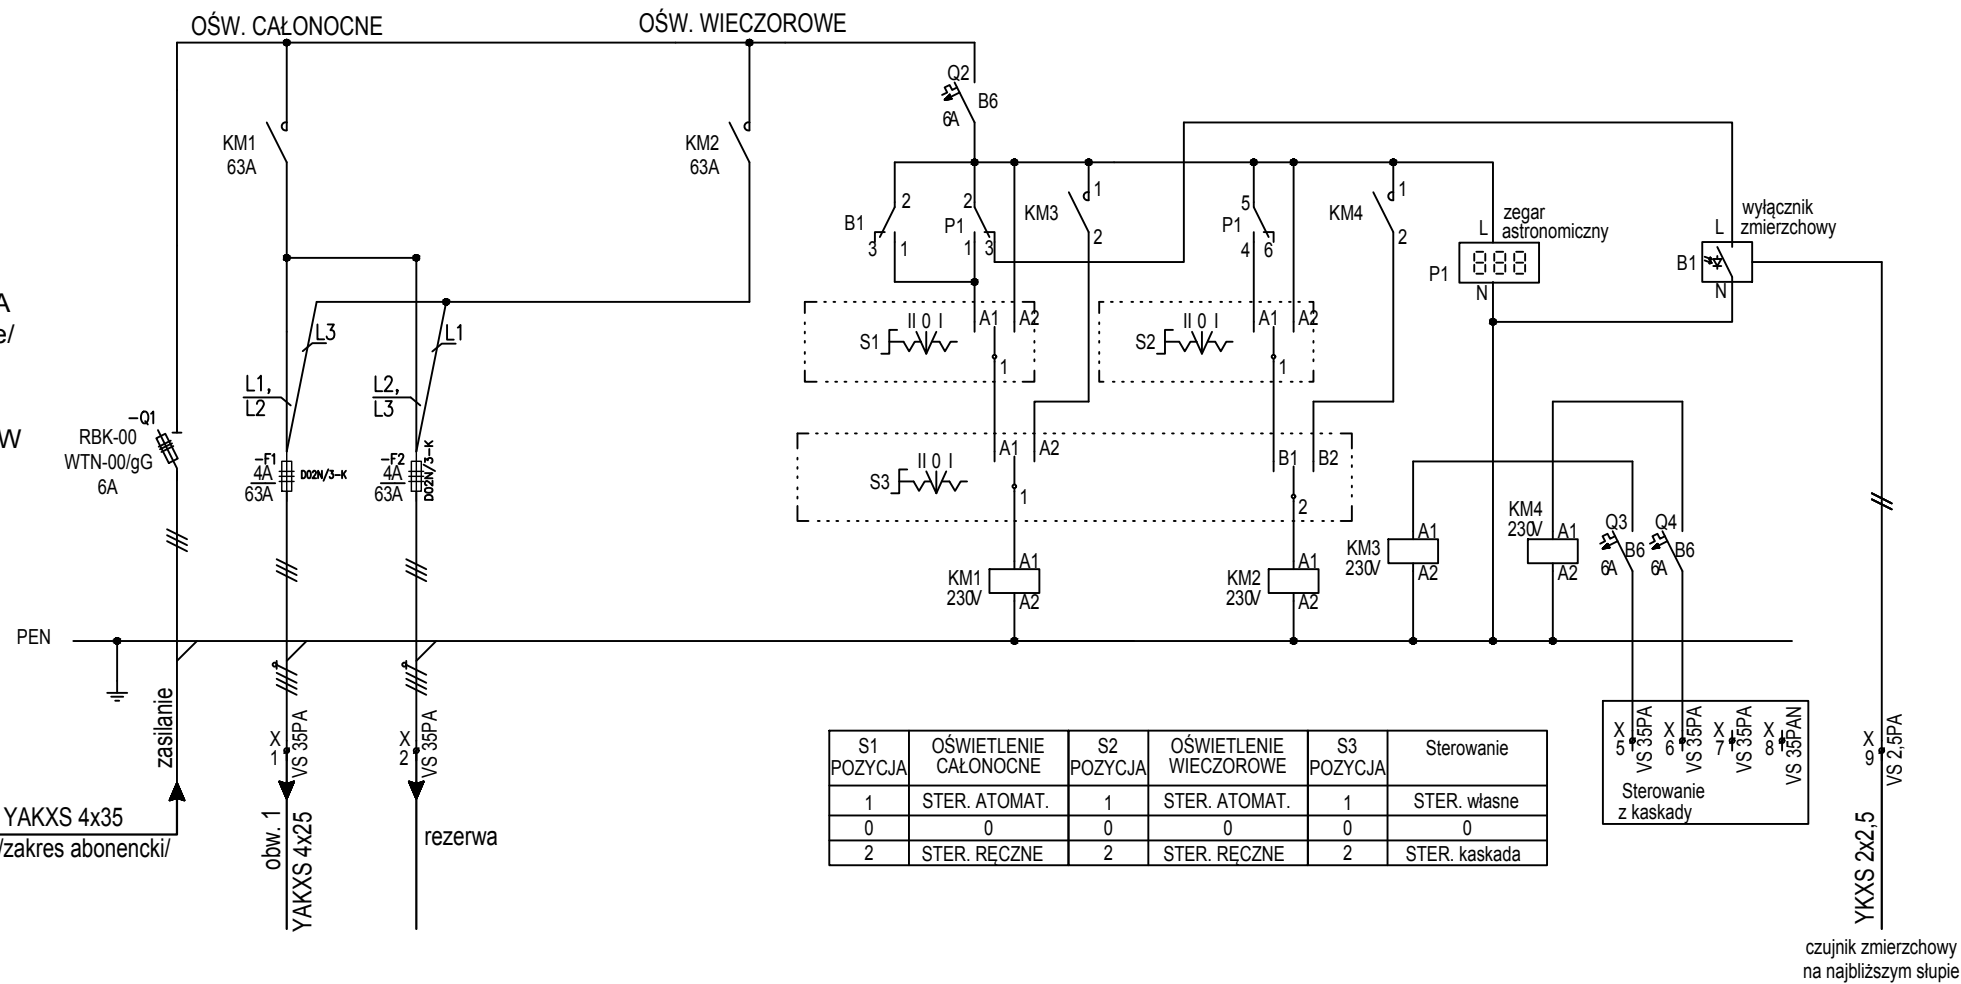 OŚW. CAŁONOCNE
OŚW. WIECZOROWE
KM1
63A
KM2
63A
Q2
B6
6A
B1
2
3
1
P1
2
1
3
KM3
1
2
P1
5
4
6
KM4
1
2
zegar
astronomiczny
L
P1
N
wyłącznik
zmierzchowy
L
B1
N
A
e/
W
L3
L1
L1,
L2
L2,
L3
S1
II 0 I
A1
A2
1
S2
II 0 I
A1
A2
1
S3
II 0 I
A1
A2
1
B1
B2
2
-Q1
RBK-00
WTN-00/gG
6A
-F1
4A
63A
D02N/3-K
-F2
4A
63A
D02N/3-K
KM1
230V
A1
A2
KM2
230V
A1
A2
KM3
230V
A1
A2
KM4
230V
A1
A2
Q3
B6
6A
Q4
B6
6A
PEN
zasilanie
X
1
VS 35PA
X
2
VS 35PA
YAKXS 4x35
/zakres abonencki/
obw. 1
YAKXS 4x25
rezerwa
S1 POZYCJA OŚWIETLENIE CAŁONOCNE S2 POZYCJA OŚWIETLENIE WIECZOROWE S3 POZYCJA Sterowanie
1 STER. ATOMAT. 1 STER. ATOMAT. 1 STER. własne
0 0 0 0 0 0
2 STER. RĘCZNE 2 STER. RĘCZNE 2 STER. kaskada
X
5
VS 35PA
X
6
VS 35PA
X
7
VS 35PA
X
8
VS 35PAN
Sterowanie
z kaskady
X
9
VS 2,5PA
YKXS 2x2,5
czujnik zmierzchowy
na najbliższym słupie